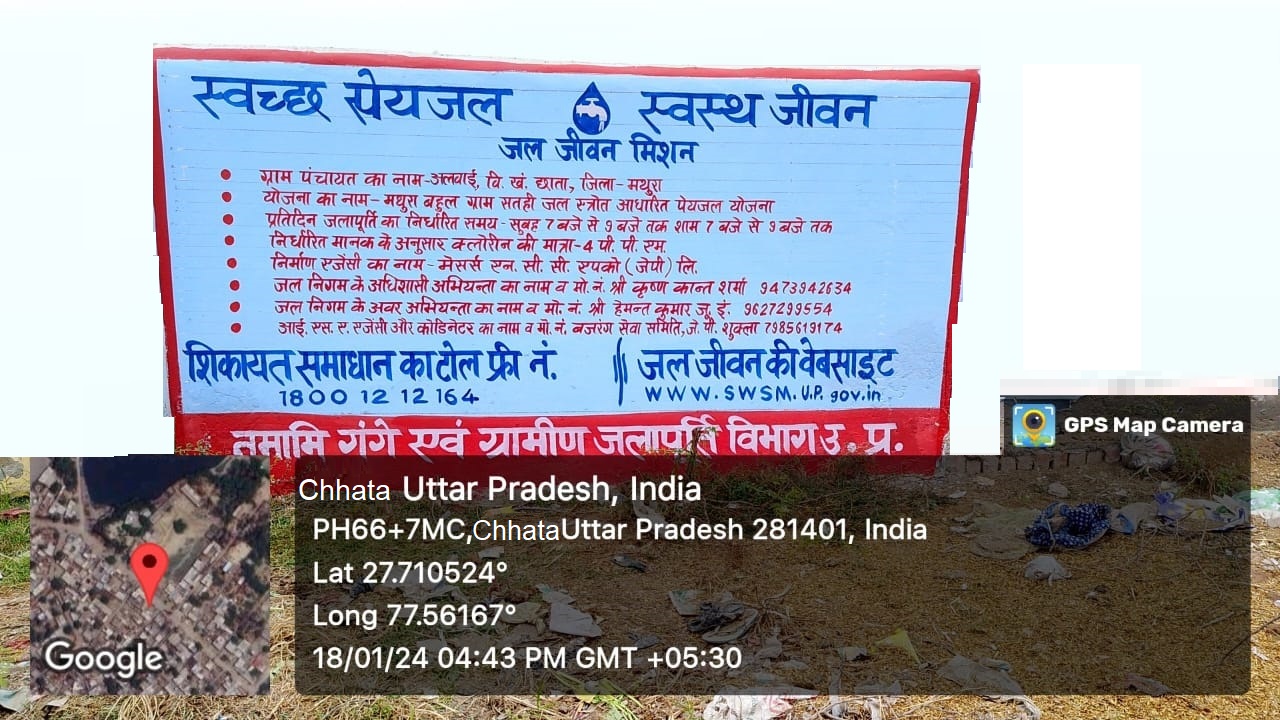 स्वच्छ पेयजल स्वस्थ जीवन
जल जीवन मिशन
• ग्राम पंचायत का नाम-अलवाई, वि. खं. छाता, जिला- मथुरा
• योजना का नाम- मथुरा बहुल ग्राम सतही जल स्त्रोत आधारित पेयजल योजना
• प्रतिदिन जलापूर्ति का निर्धारित समय- सुबह 7 बजे से 9 बजे तक शाम 7 बजे से 9 बजे तक
• निर्धारित मानक के अनुसार क्लोरीन की मात्रा-4 पी. पी. एम.
• निर्माण एजेंसी का नाम- मेसर्स एन. सी. सी. एपको (जेपी) लि.
• जल निगम के अधिशासी अभियन्ता का नाम व मो. नं. श्री कृष्ण कान्त शर्मा 9473942634
• जल निगम के अवर अभियन्ता का नाम व मो. नं. श्री हेमन्त कुमार जू. इं. 9627299554
• आई. एस. ए. एजेंसी और कोडिनेटर का नाम व मो. नं. बजरंग सेवा समिति, जे. पी. शुक्ला 7985619174
शिकायत समाधान का टोल फ्री नं. जल जीवन की वेबसाइट
1800 12 12 164 WWW.SWSM.U.P. gov.in
नमामि गंगे एवं ग्रामीण जलापूर्ति विभाग उ. प्र.
GPS Map Camera
Chhata Uttar Pradesh, India
PH66+7MC,ChhataUttar Pradesh 281401, India
Lat 27.710524°
Long 77.56167°
18/01/24 04:43 PM GMT +05:30
Google